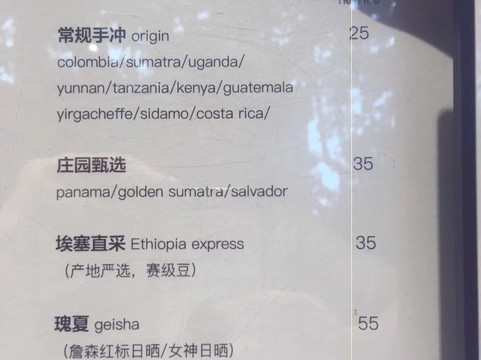 常规手冲 origin 25
colombia/sumatra/uganda/
yunnan/tanzania/kenya/guatemala
yirgacheffe/sidamo/costa rica/
庄园甄选 35
panama/golden sumatra/salvador
埃塞直采 Ethiopia express 35
（产地严选，赛级豆）
瑰夏 geisha 55
（詹森红标日晒/女神日晒）